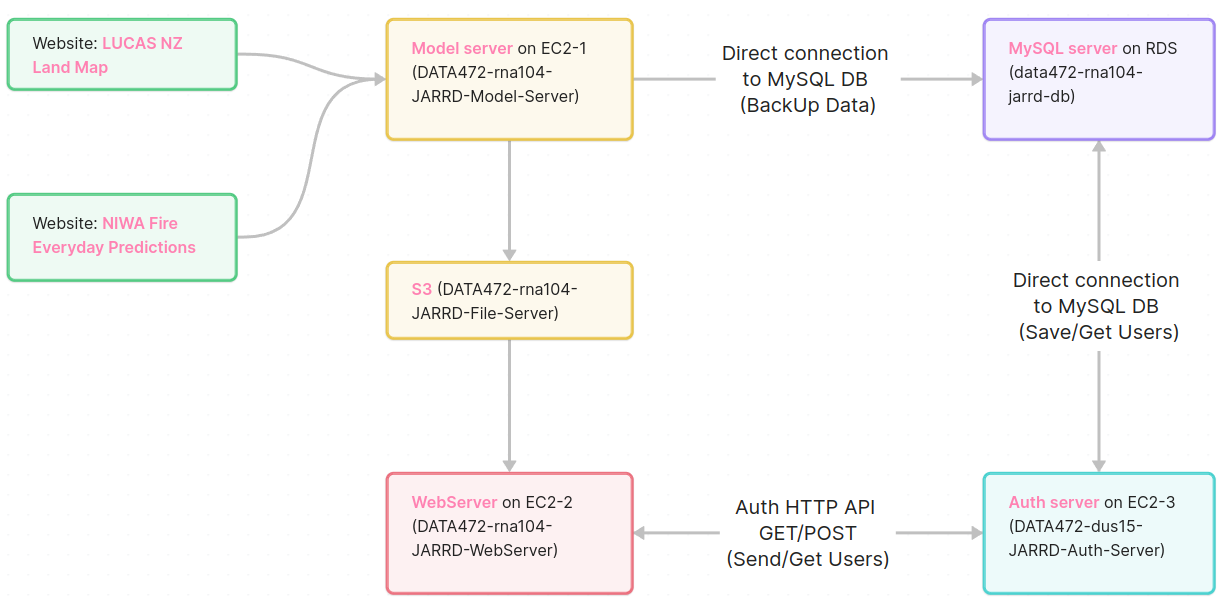 Website: LUCAS NZ
Land Map
Model server on EC2-1
(DATA472-rna104-
JARRD-Model-Server)
Direct connection
to MySQL DB
(BackUp Data)
MySQL server on RDS
(data472-rna104-
jarrd-db)
Website: NIWA Fire
Everyday Predictions
S3 (DATA472-rna104-
JARRD-File-Server)
Direct connection
to MySQL DB
(Save/Get Users)
WebServer on EC2-2
(DATA472-rna104-
JARRD-WebServer)
Auth HTTP API
GET/POST
(Send/Get Users)
Auth server on EC2-3
(DATA472-dus15-
JARRD-Auth-Server)